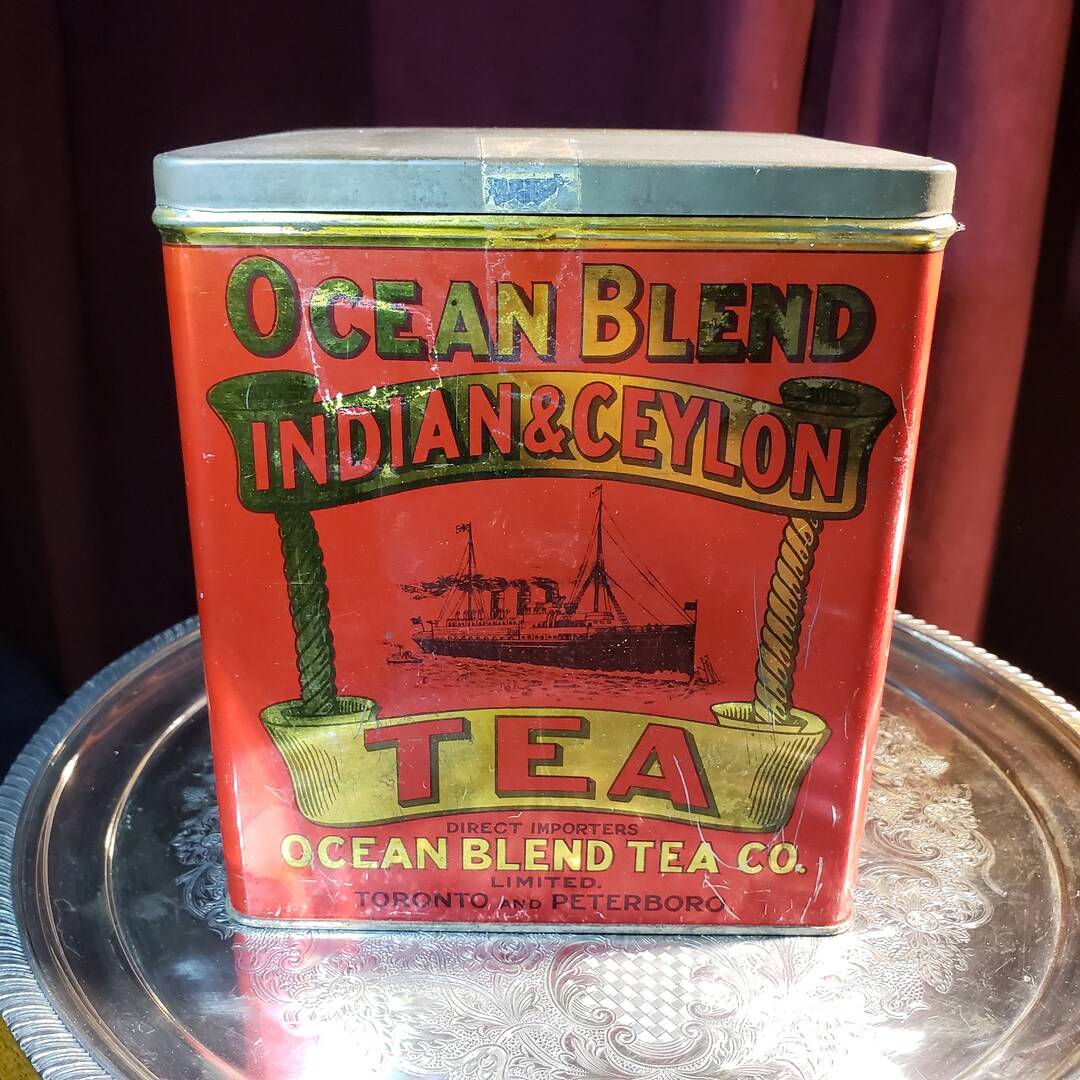 OCEAN BLEND
INDIAN & CEYLON
TEA
DIRECT IMPORTERS
OCEAN BLEND TEA CO.
LIMITED.
TORONTO AND PETERBORO.